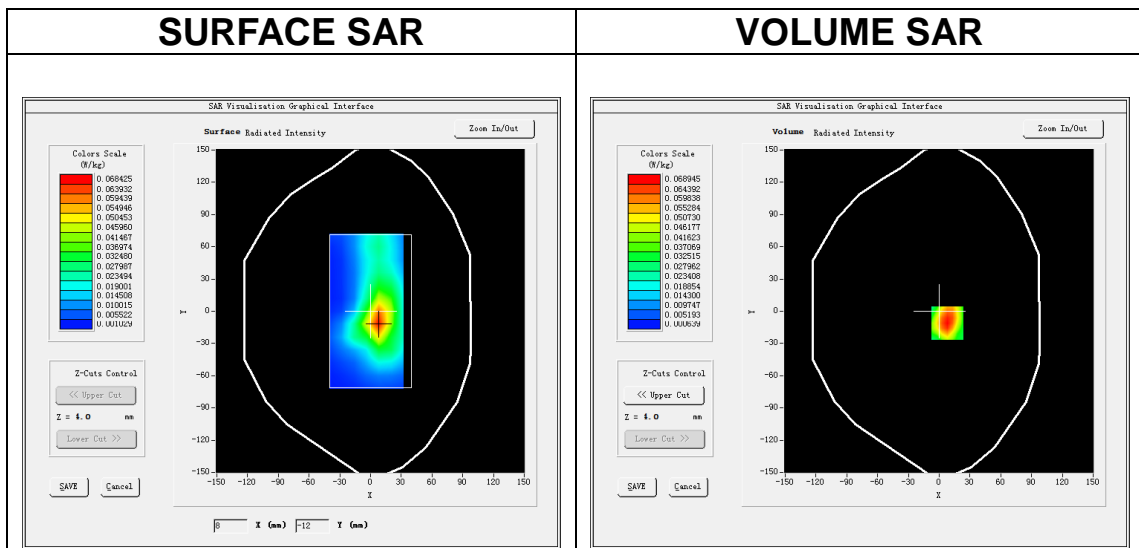 SURFACE SAR
VOLUME SAR
SAR Visualisation Graphical Interface
Surface Radiated Intensity
Zoom In/Out
Colors Scale
(W/kg)
0.068425
0.063932
0.059439
0.054946
0.050453
0.045960
0.041467
0.036974
0.032480
0.027987
0.023494
0.019001
0.014508
0.010015
0.005522
0.001029
150
120
90
60
30
0
-30
-60
-90
-120
-150
Y
-150 -120 -90 -60 -30 0 30 60 90 120 150
X
Z-Cuts Control
<< Upper Cut
Z = 4.0 mm
Lower Cut >>
SAVE Cancel
8 X (mm) -12 Y (mm)
SAR Visualisation Graphical Interface
Volume Radiated Intensity
Zoom In/Out
Colors Scale
(W/kg)
0.068945
0.064392
0.059838
0.055284
0.050730
0.046177
0.041623
0.037069
0.032515
0.027962
0.023408
0.018854
0.014300
0.009747
0.005193
0.000639
150
120
90
60
30
0
-30
-60
-90
-120
-150
Y
-150 -120 -90 -60 -30 0 30 60 90 120 150
X
Z-Cuts Control
<< Upper Cut
Z = 4.0 mm
Lower Cut >>
SAVE Cancel